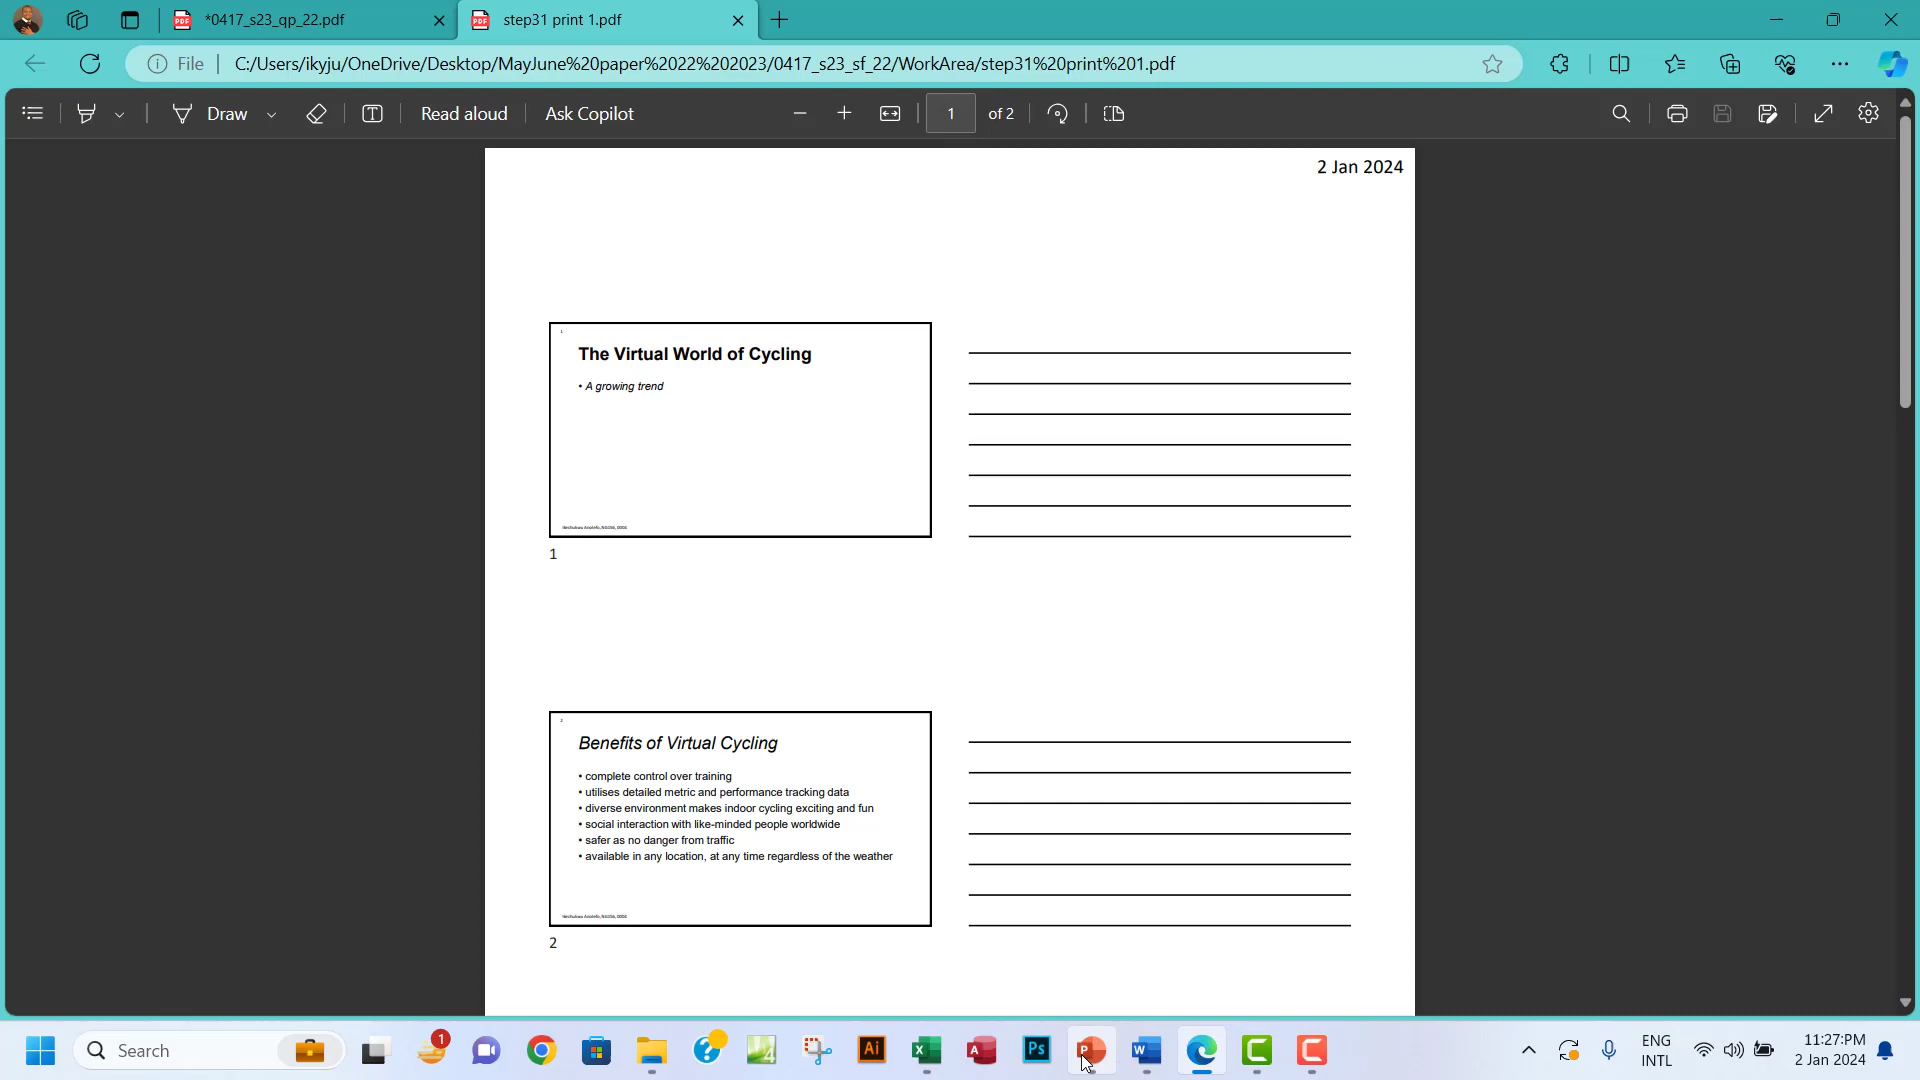 *0417_s23_qp_22.pdf
step31 print 1.pdf
File
C:/Users/ikyju/OneDrive/Desktop/MayJune%20paper%2022%202023/0417_s23_sf_22/WorkArea/step31%20print%201.pdf
Draw
Read aloud
Ask Copilot
1
of 2
2 Jan 2024
1
The Virtual World of Cycling
• A growing trend
1
2
Benefits of Virtual Cycling
• complete control over training
• utilises detailed metric and performance tracking data
• diverse environment makes indoor cycling exciting and fun
• social interaction with like-minded people worldwide
• safer as no danger from traffic
• available in any location, at any time regardless of the weather
2
Search
1
ENG
INTL
11:27:PM
2 Jan 2024